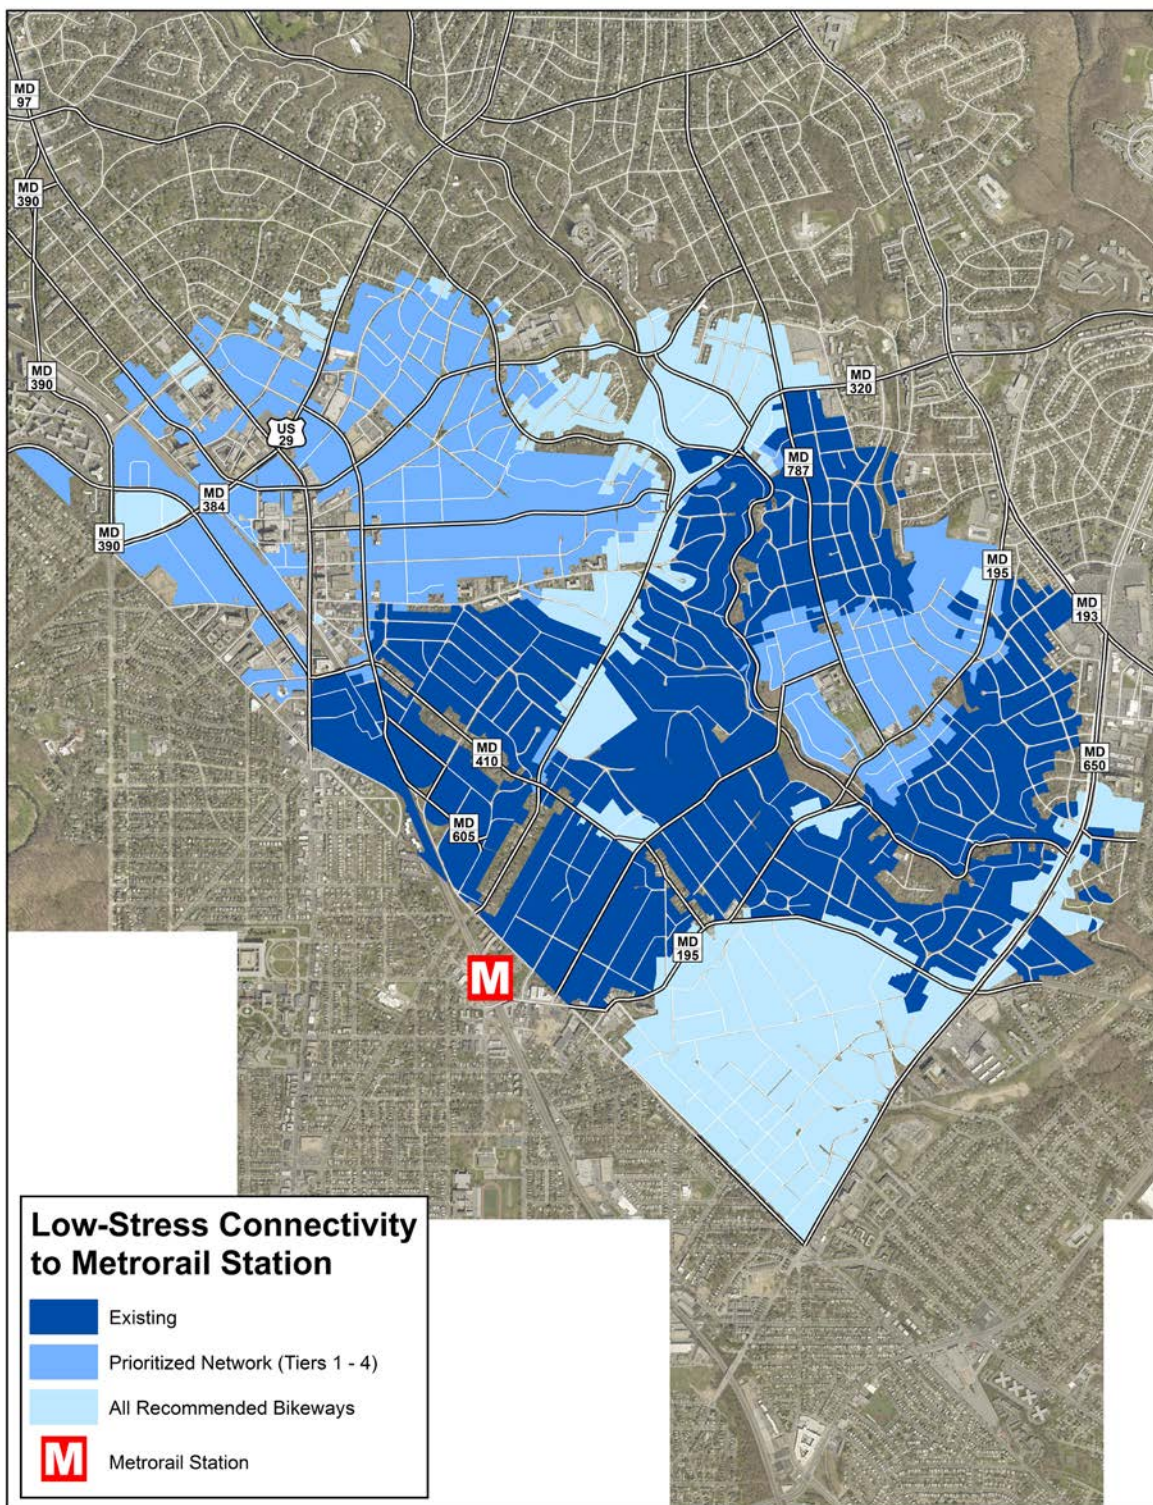 MD
97
MD
390
MD
390
MD
320
US
29
MD
787
MD
384
MD
390
MD
195
MD
193
MD
410
MD
650
MD
605
MD
195
M
Low-Stress Connectivity
to Metrorail Station
Existing
Prioritized Network (Tiers 1 - 4)
All Recommended Bikeways
M
Metrorail Station